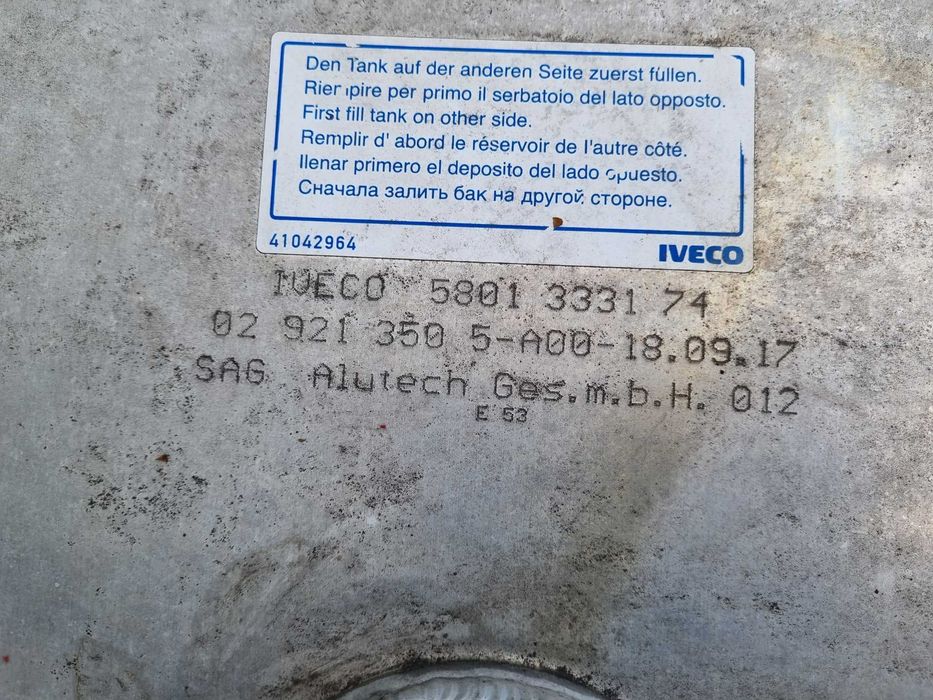 Den Tank auf der anderen Seite zuerst füllen.
Riempire per primo il serbatoio del lato opposto.
First fill tank on other side.
Remplir d' abord le réservoir de l'autre côté.
llenar primero el deposito del lado opuesto.
Сначала залить бак на другой стороне.
41042964
IVECO
IVECO 5801 3331 74
02 921 350 5-A00-18.09.17
SAG Alutech Ges.m.b.H. 012
E 53